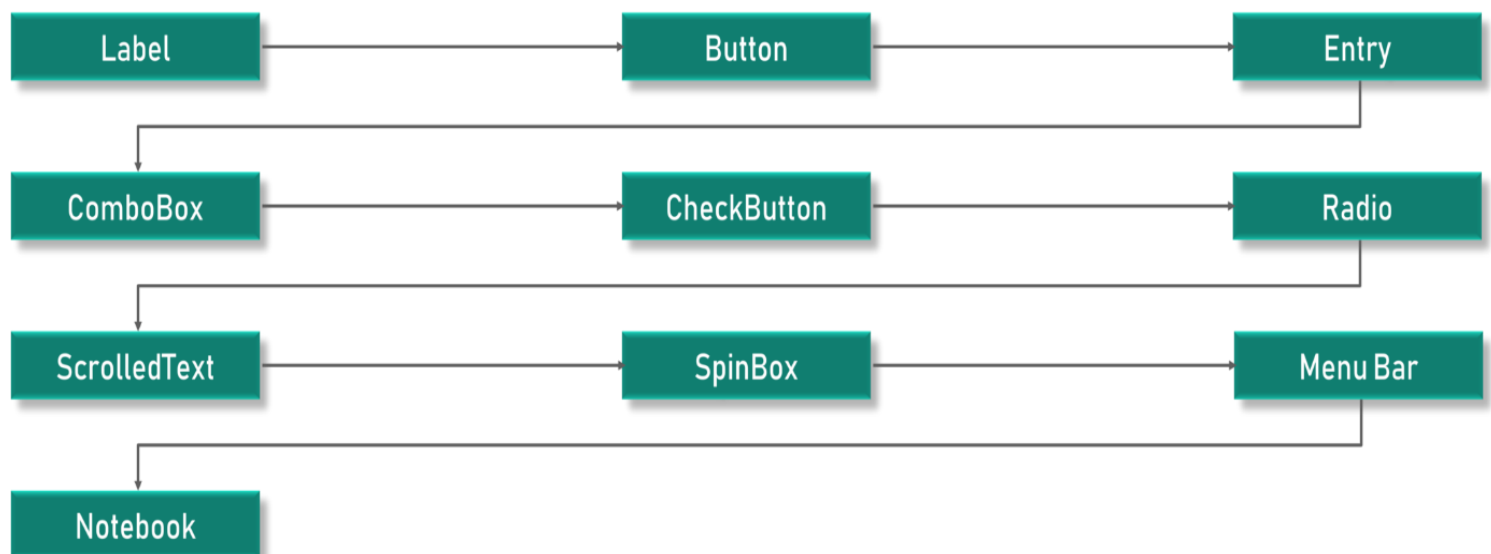 Label
Button
Entry
ComboBox
CheckButton
Radio
ScrolledText
SpinBox
Menu Bar
Notebook